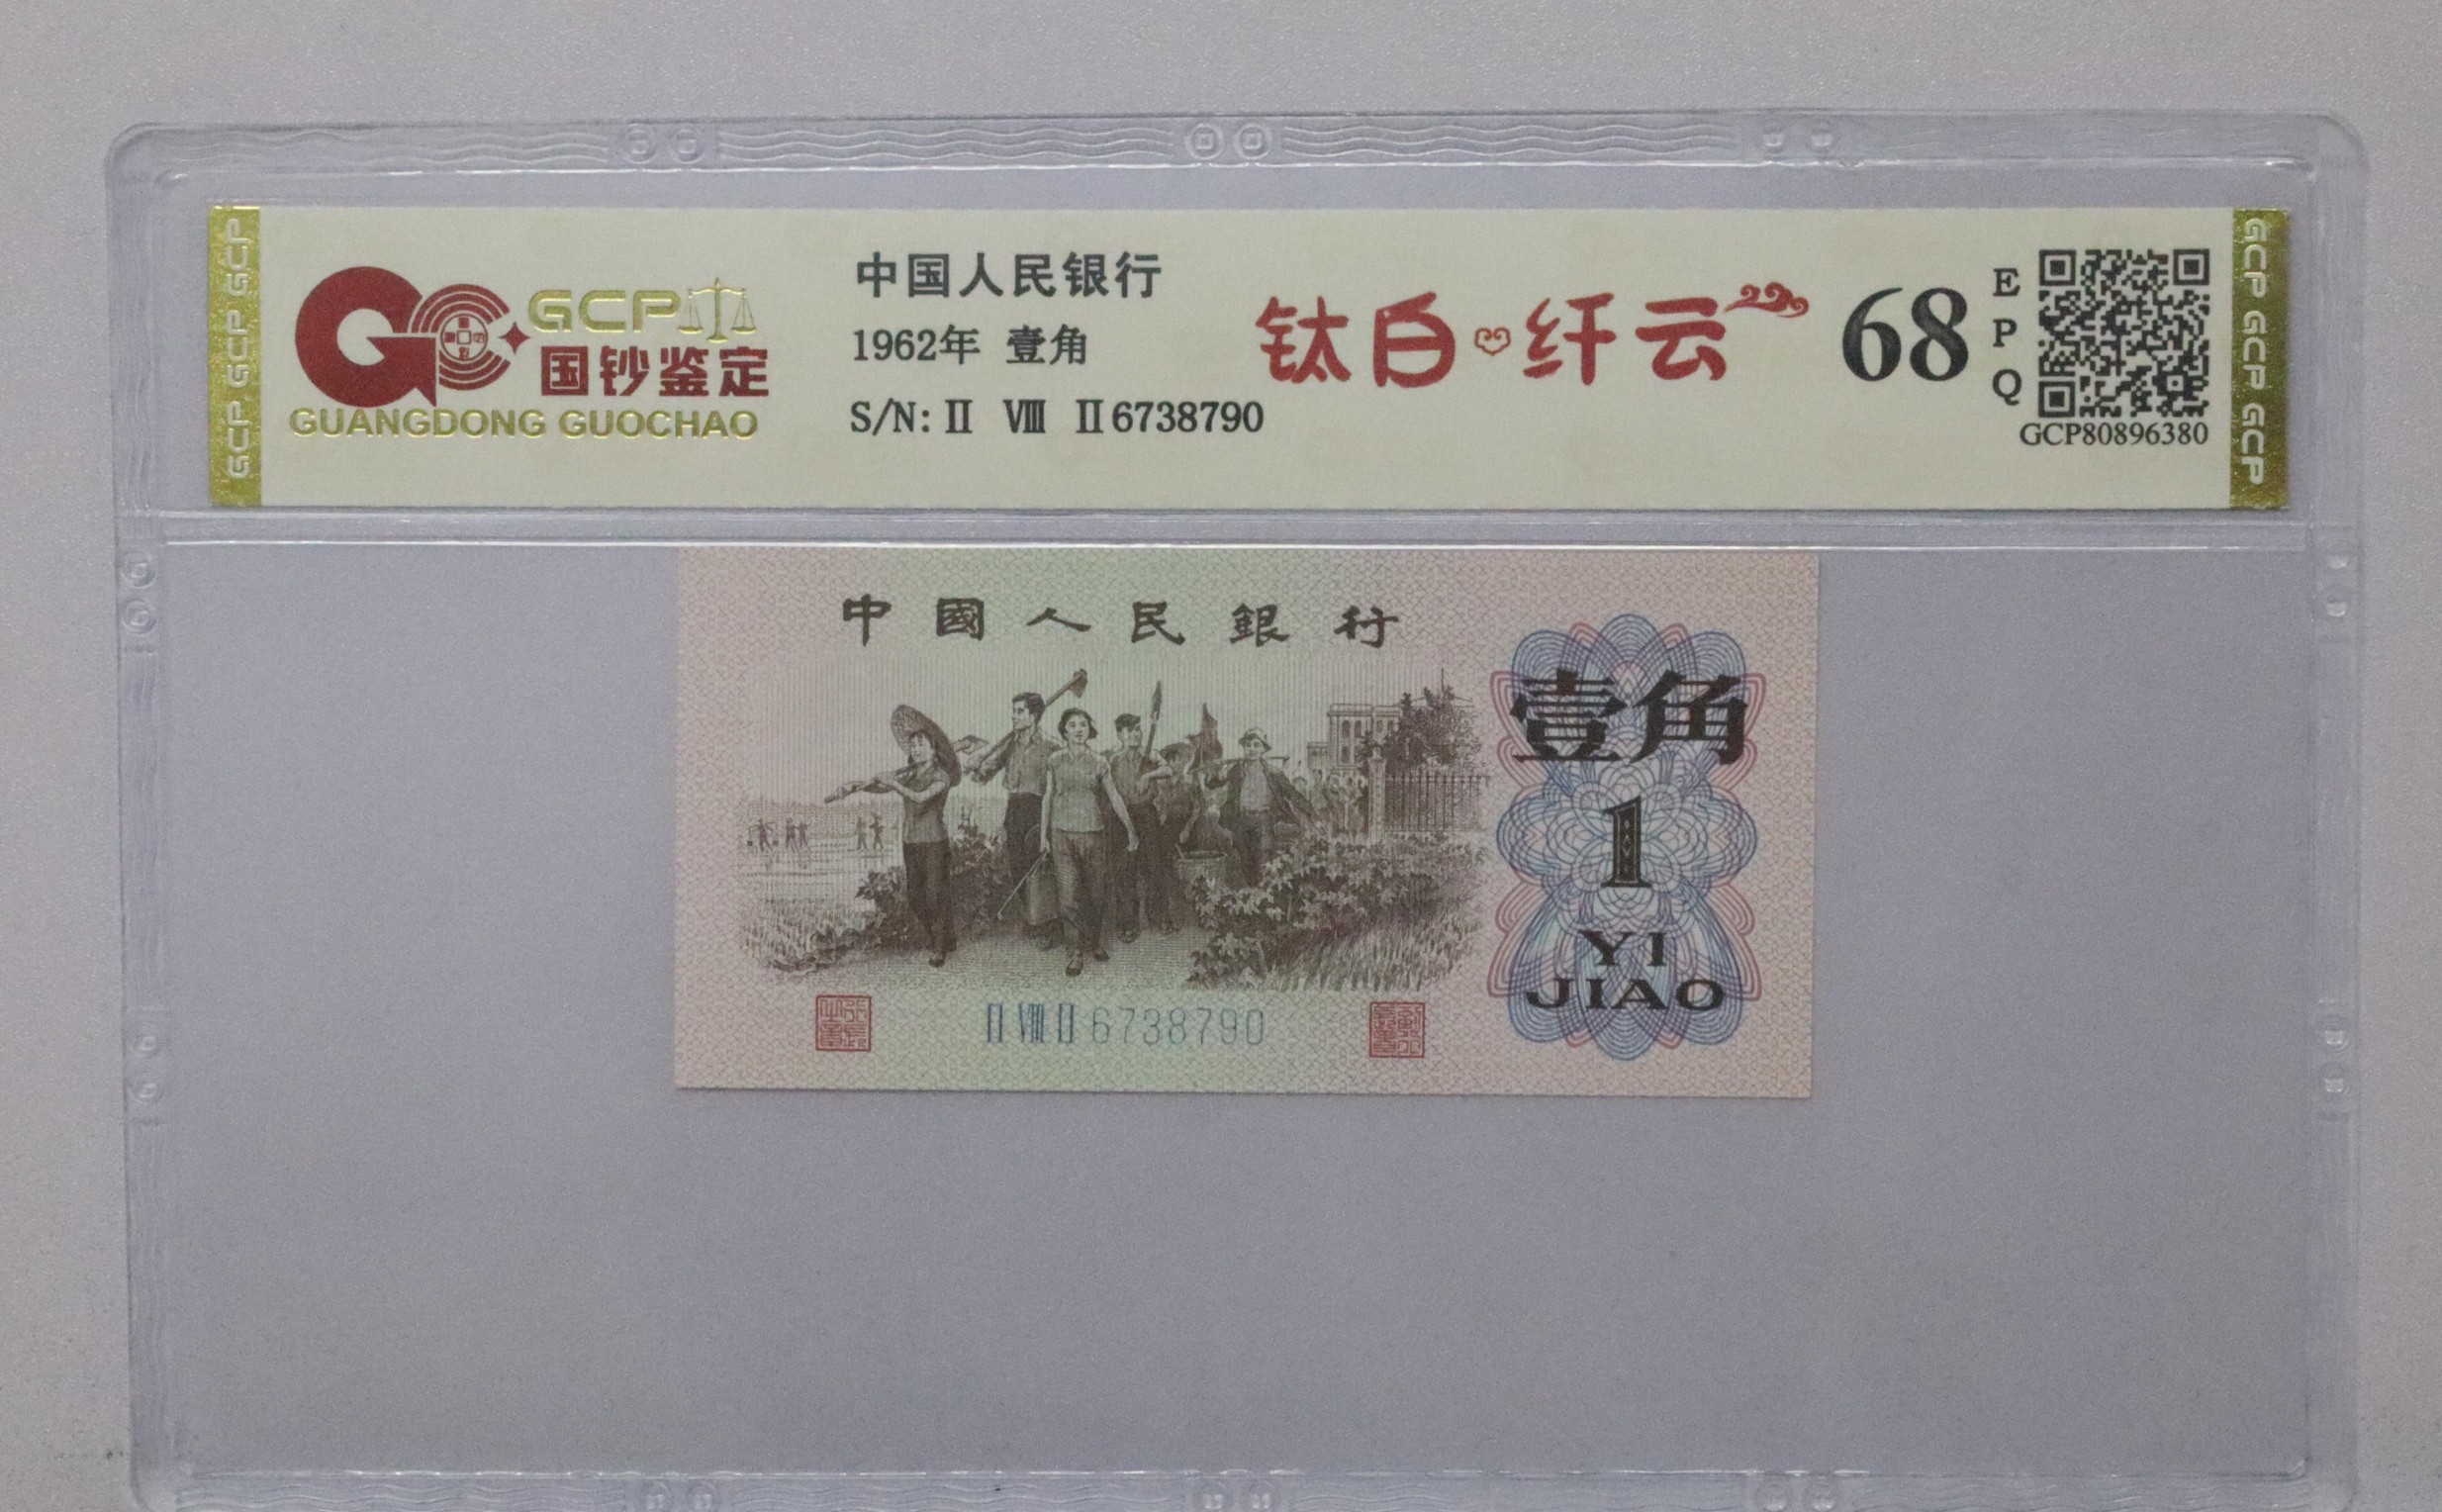 GCP
国钞鉴定
GUANGDONG GUOCHAO
中国人民银行
1962年 壹角
S/N: Ⅱ Ⅷ Ⅱ6738790
钛白纤云
68
EPQ
GCP80896380
GCP GCP GCP
GCP GCP GCP
中國人民銀行
壹角
1
YI
JIAO
Ⅱ Ⅷ Ⅱ 6738790